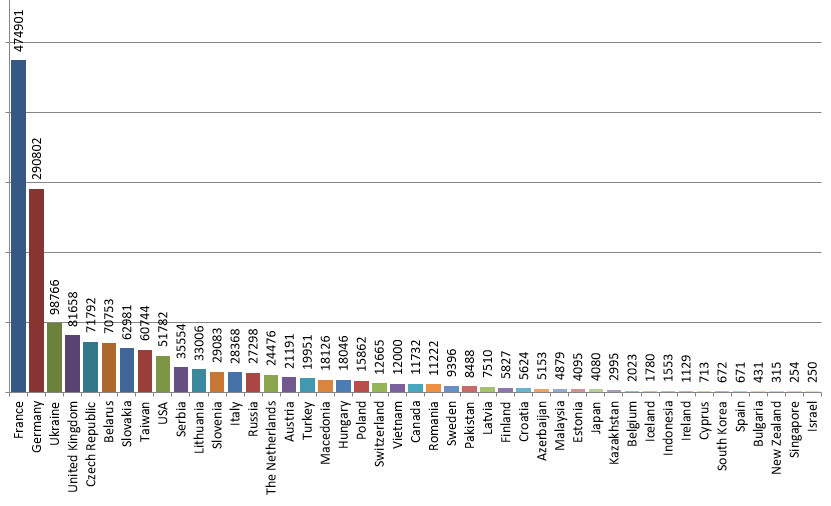 474901
290802
98766
81658
71792
70753
62981
60744
51782
35554
33006
29083
28368
27298
24476
21191
19951
18126
18046
15862
12665
12000
11732
11222
9396
8488
7510
5827
5624
5153
4879
4095
4080
2995
2023
1780
1553
1129
713
672
671
431
315
254
250
France
Germany
Ukraine
United Kingdom
Czech Republic
Belarus
Slovakia
Taiwan
USA
Serbia
Lithuania
Slovenia
Italy
Russia
The Netherlands
Austria
Turkey
Macedonia
Hungary
Poland
Switzerland
Vietnam
Canada
Romania
Sweden
Pakistan
Latvia
Finland
Croatia
Azerbaijan
Malaysia
Estonia
Japan
Kazakhstan
Belgium
Iceland
Indonesia
Ireland
Cyprus
South Korea
Spain
Bulgaria
New Zealand
Singapore
Israel